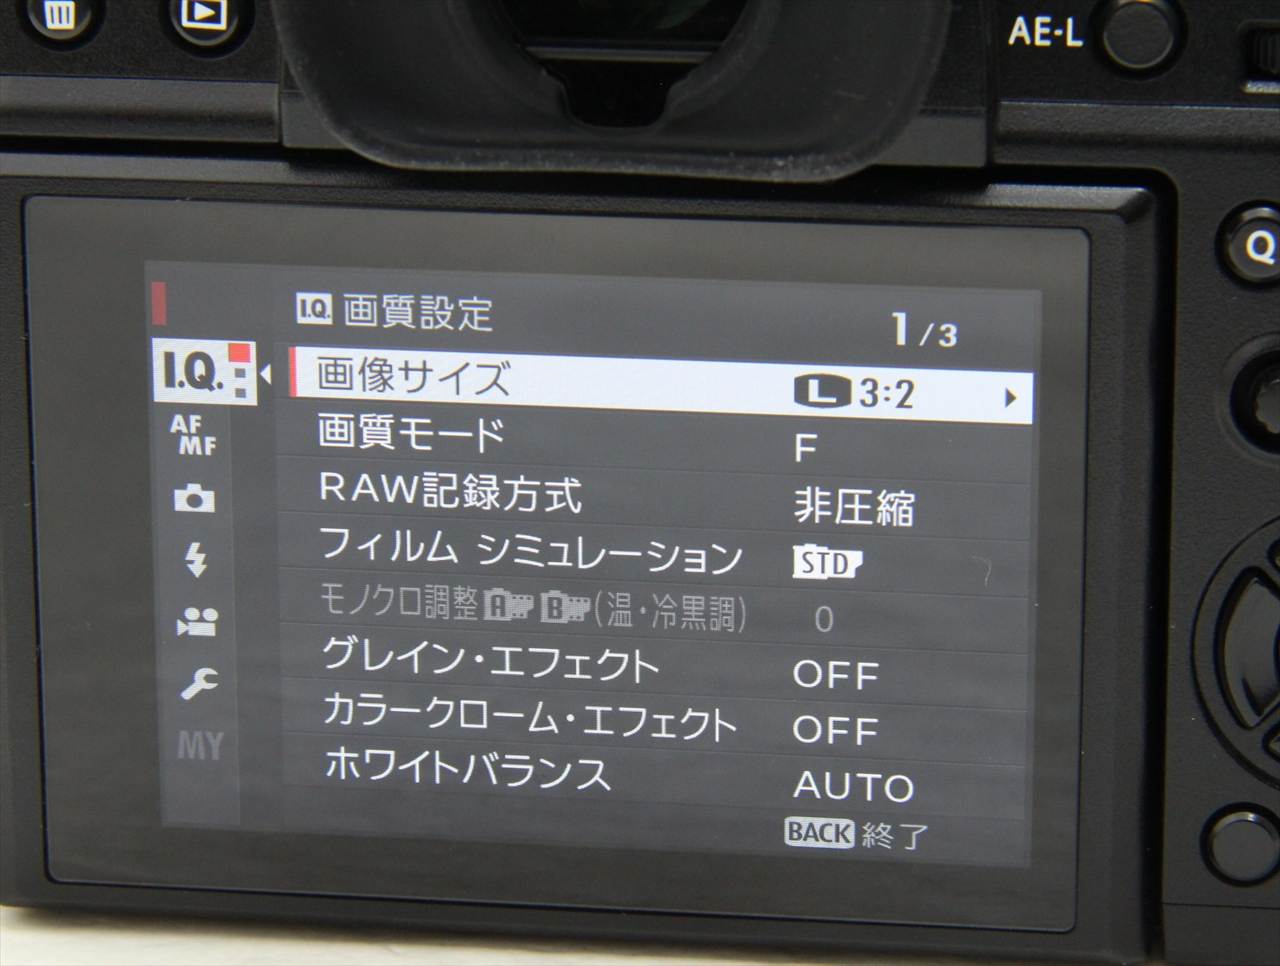 AE-L
Q
I.Q. 画質設定 1/3
I.Q.
画像サイズ L 3:2
AF
MF
画質モード F
RAW記録方式 非圧縮
フィルム シミュレーション STD
モノクロ調整 A B (温・冷黒調) 0
グレイン・エフェクト OFF
カラークローム・エフェクト OFF
MY
ホワイトバランス AUTO
BACK 終了